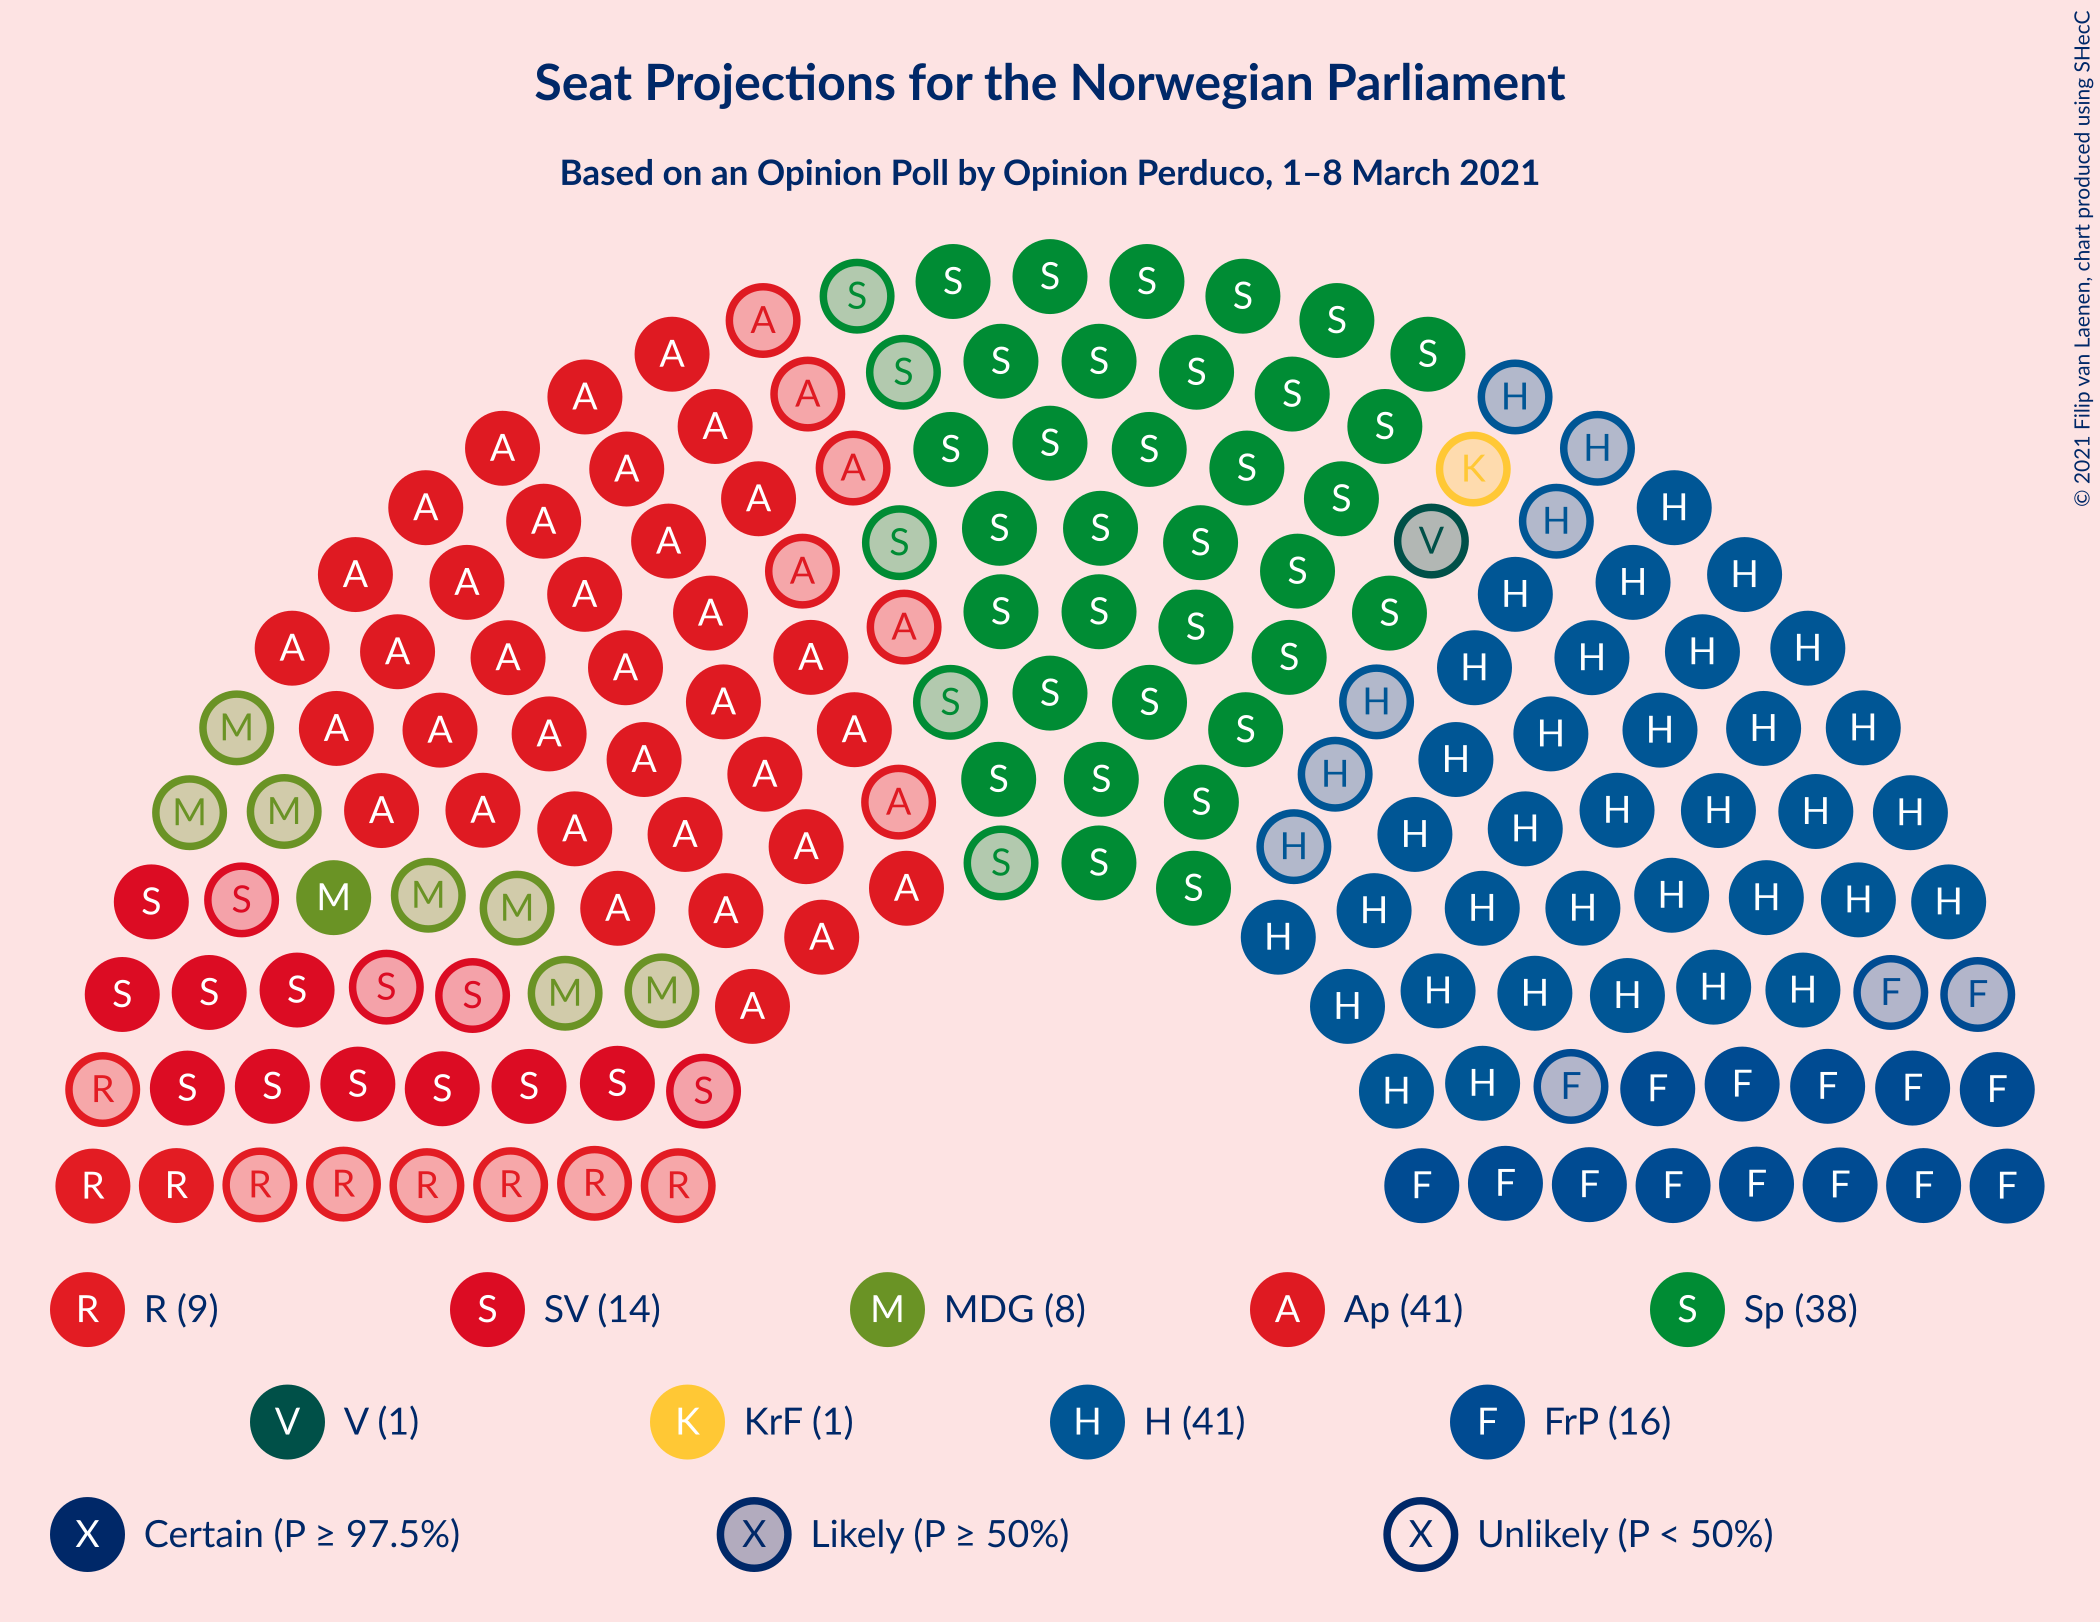 Seat Projections for the Norwegian Parliament
Based on an Opinion Poll by Opinion Perduco, 1–8 March 2021
© 2021 Filip van Laenen, chart produced using SHecC
A S S S S S S S
A S S S S S H
A A S S S S S H
A A S S S S S K H
A A A S S S S S V H H
A A A A S S S S S H H H
A A A A A S S S S S H H H H
A A A A A S S S S H H H H
M A A A A A S S S S H H H H H
M M A A A A A A A S S S H H H H H H H
S S M M M A A A A S S S H H H H H H H H
S S S S S M M A A H H H H H H H F F
R S S S S S S S H H F F F F F F
R R R R R R R R F F F F F F F F
R R (9) S SV (14) M MDG (8) A Ap (41) S Sp (38)
V V (1) K KrF (1) H H (41) F FrP (16)
X Certain (P ≥ 97.5%) X Likely (P ≥ 50%) X Unlikely (P < 50%)